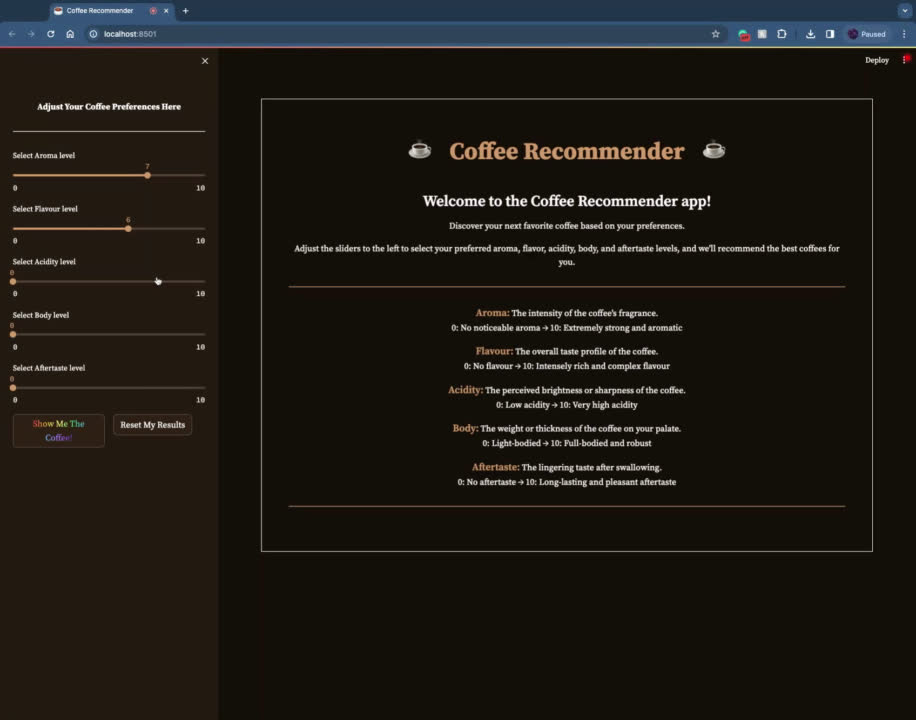 Coffee Recommender
localhost:8501
Paused
Deploy
Adjust Your Coffee Preferences Here
Select Aroma level
7
0 10
Select Flavour level
6
0 10
Select Acidity level
0
0 10
Select Body level
0
0 10
Select Aftertaste level
0
0 10
Show Me The
Coffee!
Reset My Results
Coffee Recommender
Welcome to the Coffee Recommender app!
Discover your next favorite coffee based on your preferences.
Adjust the sliders to the left to select your preferred aroma, flavor, acidity, body, and aftertaste levels, and we'll recommend the best coffees for
you.
Aroma: The intensity of the coffee's fragrance.
0: No noticeable aroma → 10: Extremely strong and aromatic
Flavour: The overall taste profile of the coffee.
0: No flavour → 10: Intensely rich and complex flavour
Acidity: The perceived brightness or sharpness of the coffee.
0: Low acidity → 10: Very high acidity
Body: The weight or thickness of the coffee on your palate.
0: Light-bodied → 10: Full-bodied and robust
Aftertaste: The lingering taste after swallowing.
0: No aftertaste → 10: Long-lasting and pleasant aftertaste